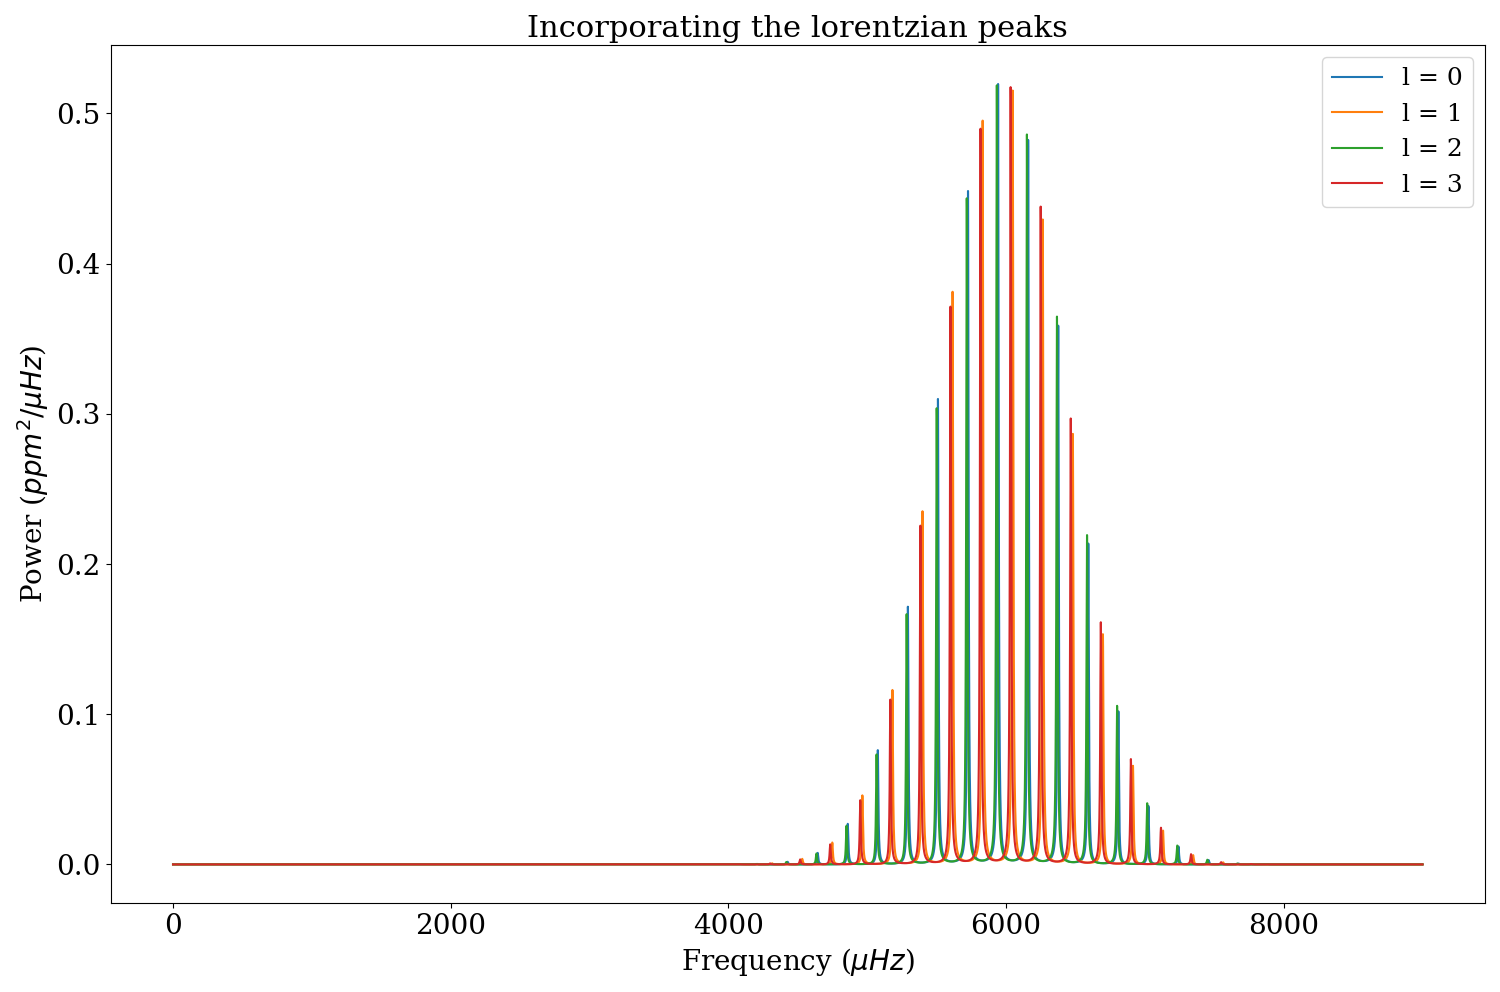 Incorporating the lorentzian peaks
l = 0
l = 1
l = 2
l = 3
0.5
0.4
0.3
0.2
0.1
0.0
Power (ppm²/μHz)
0 2000 4000 6000 8000
Frequency (μHz)